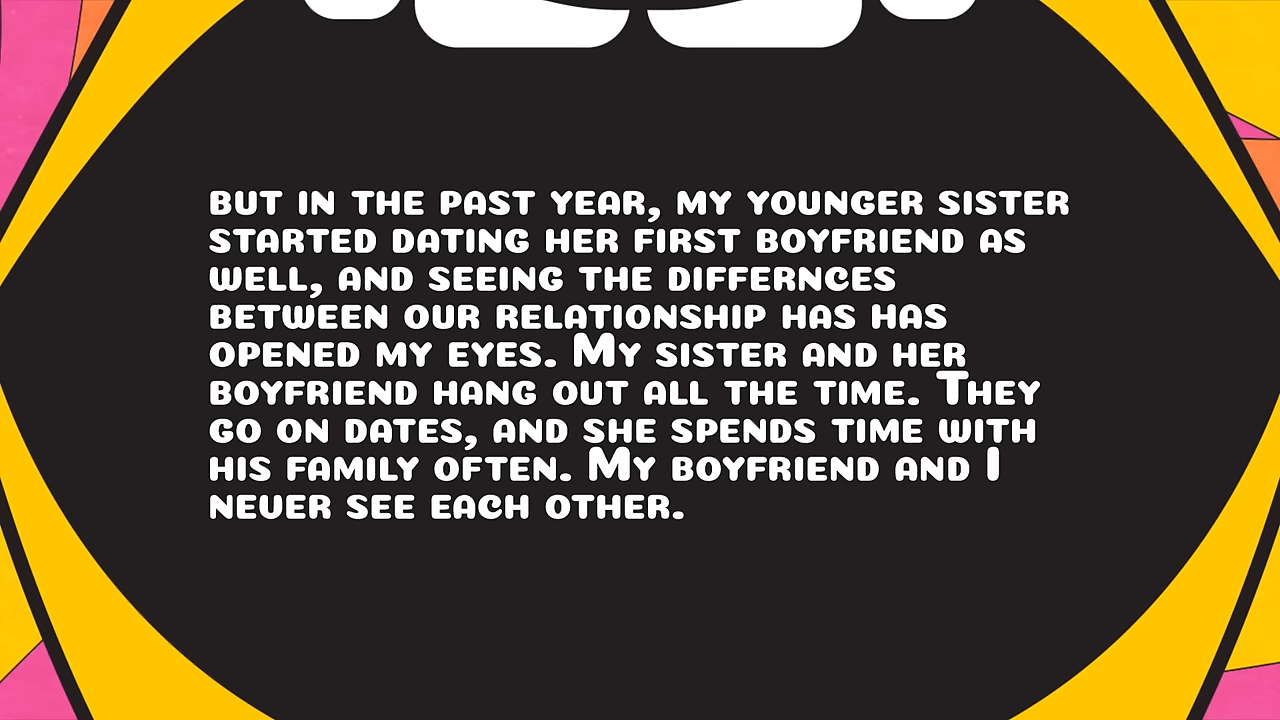 BUT IN THE PAST YEAR, MY YOUNGER SISTER
STARTED DATING HER FIRST BOYFRIEND AS
WELL, AND SEEING THE DIFFERNCES
BETWEEN OUR RELATIONSHIP HAS HAS
OPENED MY EYES. MY SISTER AND HER
BOYFRIEND HANG OUT ALL THE TIME. THEY
GO ON DATES, AND SHE SPENDS TIME WITH
HIS FAMILY OFTEN. MY BOYFRIEND AND I
NEVER SEE EACH OTHER.